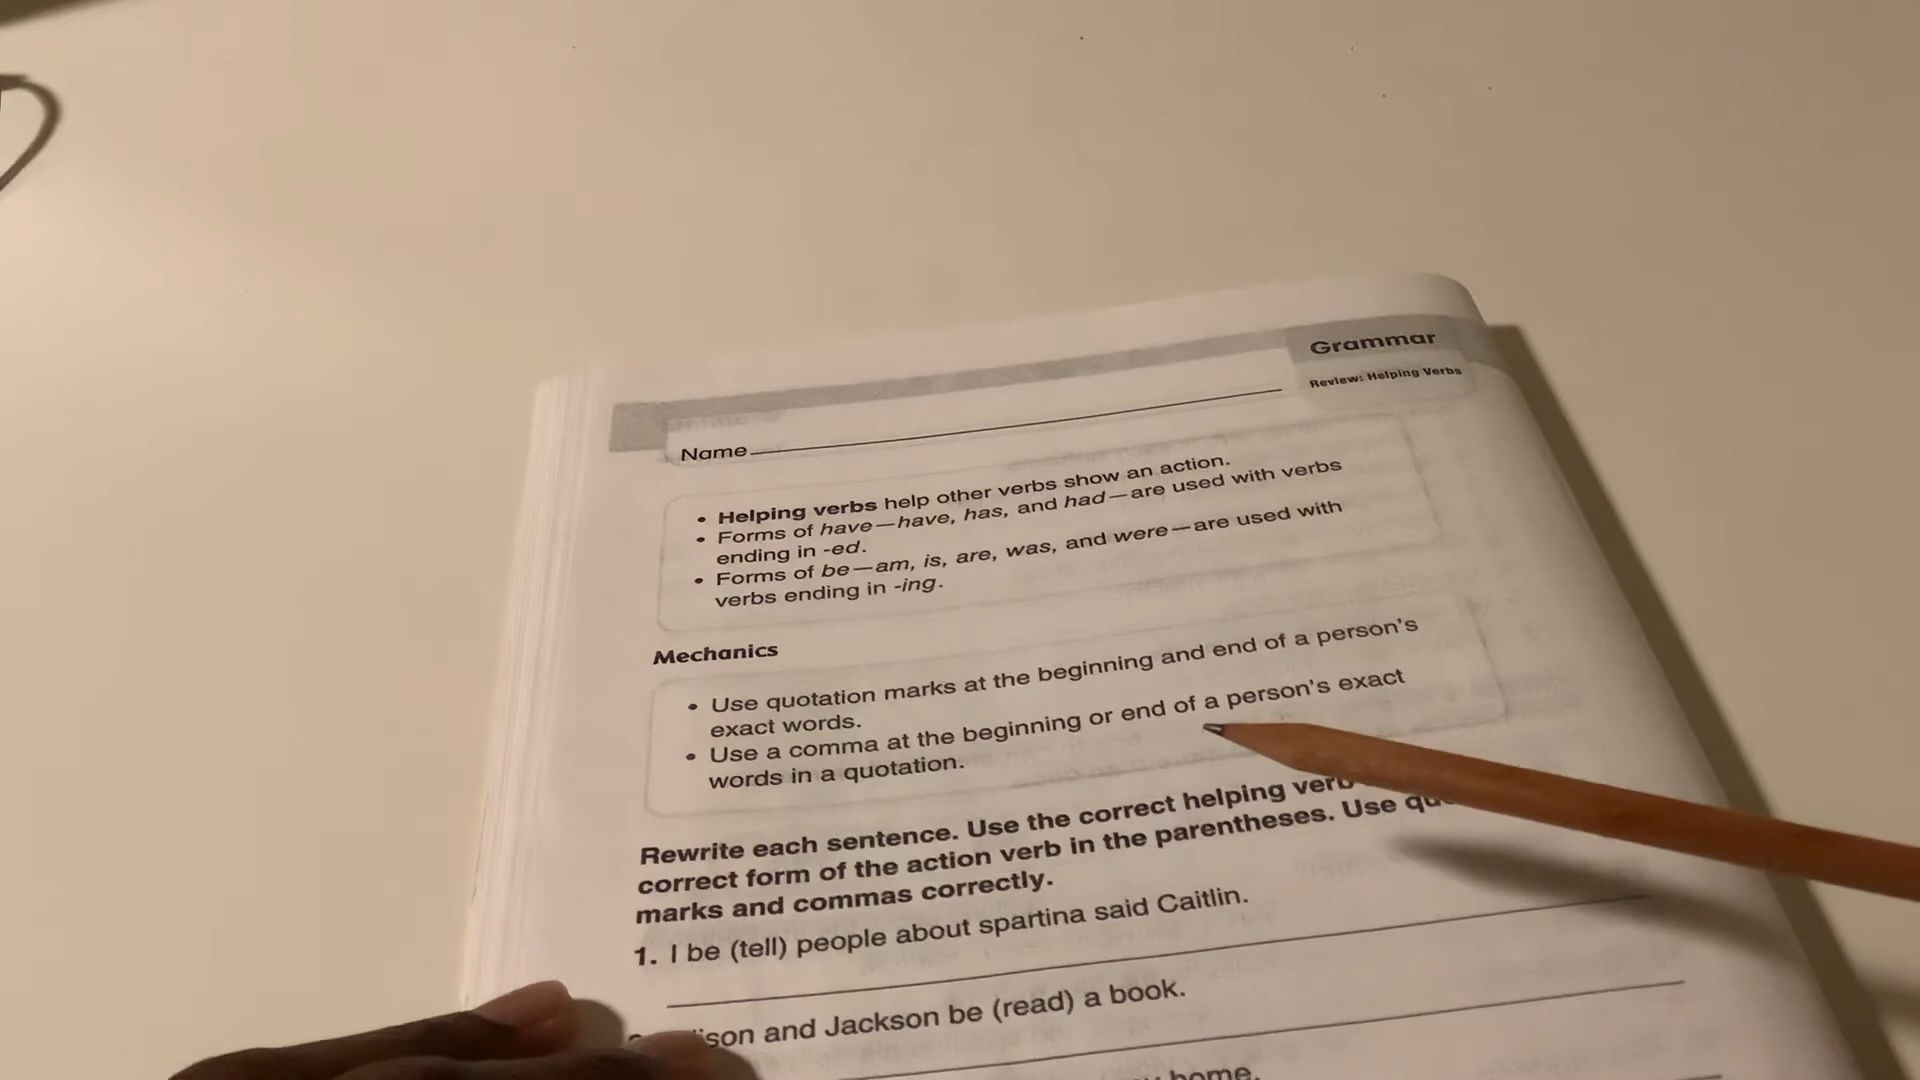 Grammar
Review: Helping Verbs
Name
• Helping verbs help other verbs show an action.
• Forms of have—have, has, and had—are used with verbs
ending in -ed.
• Forms of be—am, is, are, was, and were—are used with
verbs ending in -ing.
Mechanics
• Use quotation marks at the beginning and end of a person's
exact words.
• Use a comma at the beginning or end of a person's exact
words in a quotation.
Rewrite each sentence. Use the correct helping
correct form of the action verb in the parentheses. Use
marks and commas correctly.
1. I be (tell) people about spartina said Caitlin.
and Jackson be (read) a book.
home.